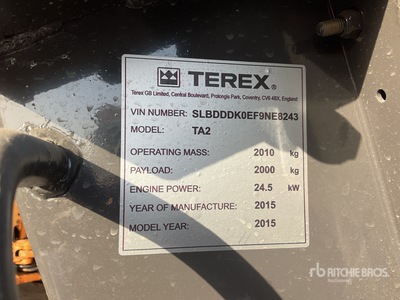 TEREX®
Terex GB Limited, Central Boulevard, Prologis Park, Coventry, CV6 4BX, England
VIN NUMBER: SLBDDDK0EF9NE8243
MODEL: TA2
OPERATING MASS: 2010 kg
PAYLOAD: 2000 kg
ENGINE POWER: 24.5 kW
YEAR OF MANUFACTURE: 2015
MODEL YEAR: 2015
rb RITCHIE BROS.